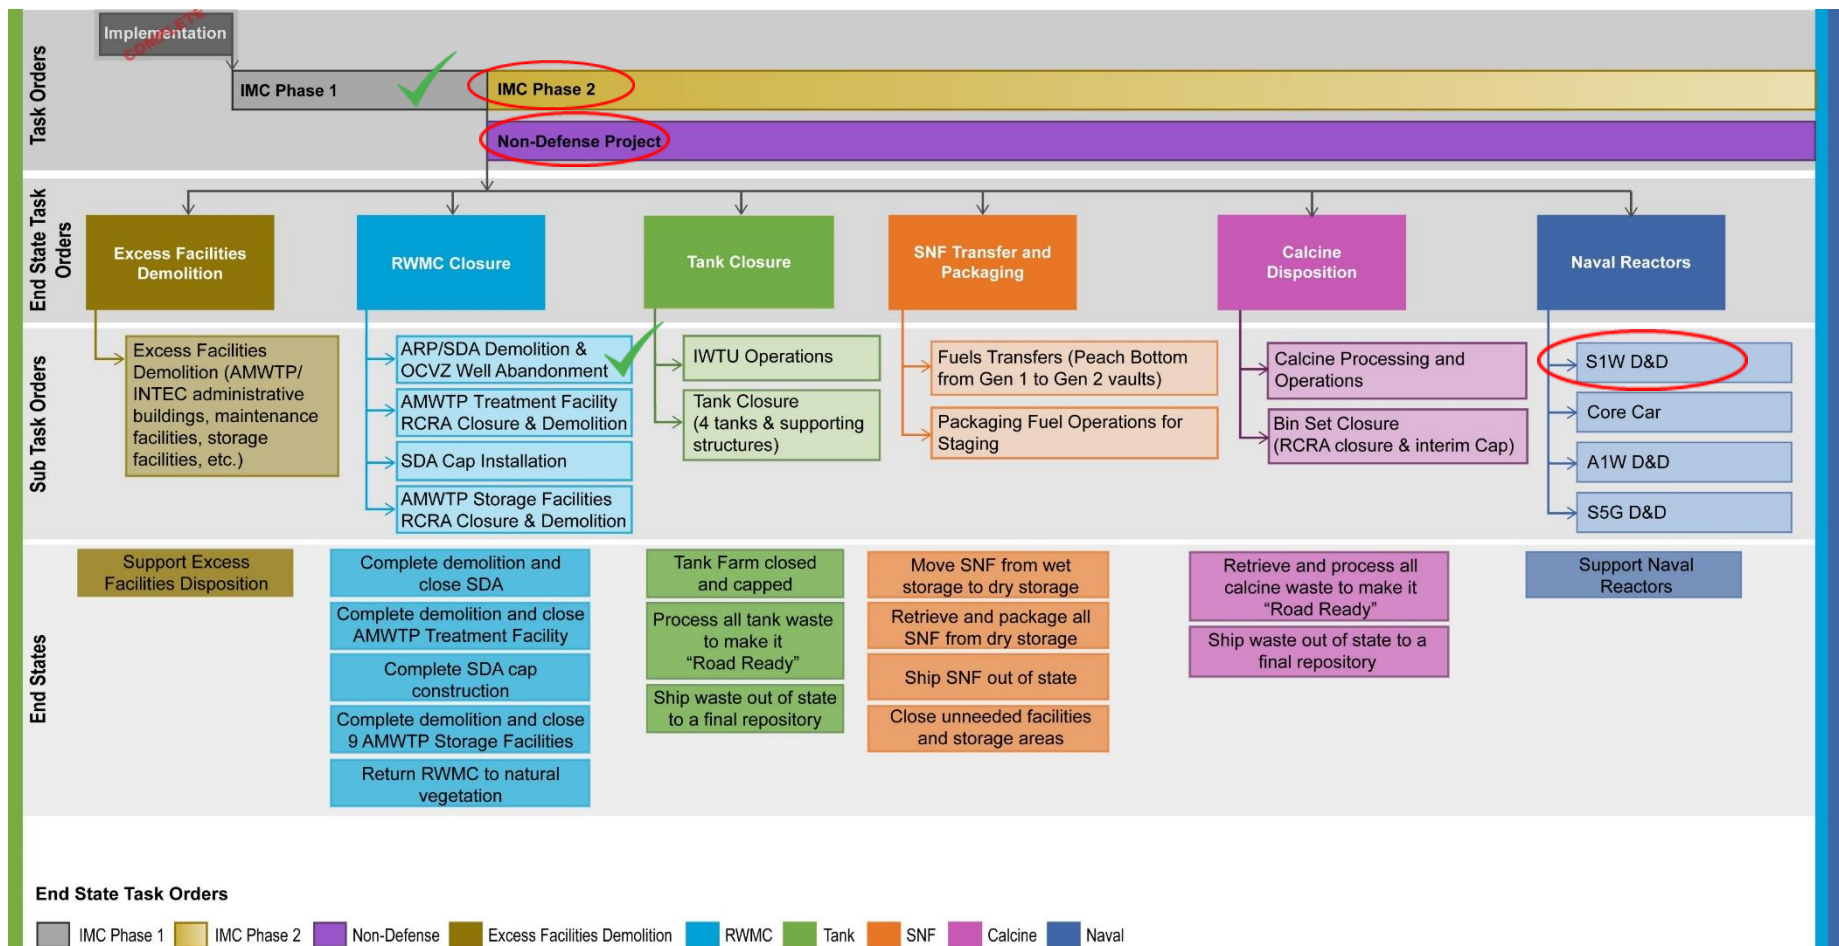 Task Orders
Implementation
COMPLETE
IMC Phase 1
IMC Phase 2
Non-Defense Project
End State Task
Orders
Excess Facilities
Demolition
RWMC Closure
Tank Closure
SNF Transfer and
Packaging
Calcine
Disposition
Naval Reactors
Sub Task Orders
Excess Facilities
Demolition (AMWTP/
INTEC administrative
buildings, maintenance
facilities, storage
facilities, etc.)
ARP/SDA Demolition &
OCVZ Well Abandonment
AMWTP Treatment Facility
RCRA Closure & Demolition
SDA Cap Installation
AMWTP Storage Facilities
RCRA Closure & Demolition
IWTU Operations
Tank Closure
(4 tanks & supporting
structures)
Fuels Transfers (Peach Bottom
from Gen 1 to Gen 2 vaults)
Packaging Fuel Operations for
Staging
Calcine Processing and
Operations
Bin Set Closure
(RCRA closure & interim Cap)
S1W D&D
Core Car
A1W D&D
S5G D&D
End States
Support Excess
Facilities Disposition
Complete demolition and
close SDA
Complete demolition and close
AMWTP Treatment Facility
Complete SDA cap
construction
Complete demolition and close
9 AMWTP Storage Facilities
Return RWMC to natural
vegetation
Tank Farm closed
and capped
Process all tank waste
to make it
“Road Ready”
Ship waste out of state
to a final repository
Move SNF from wet
storage to dry storage
Retrieve and package all
SNF from dry storage
Ship SNF out of state
Close unneeded facilities
and storage areas
Retrieve and process all
calcine waste to make it
“Road Ready”
Ship waste out of state to a
final repository
Support Naval
Reactors
End State Task Orders
IMC Phase 1
IMC Phase 2
Non-Defense
Excess Facilities Demolition
RWMC
Tank
SNF
Calcine
Naval